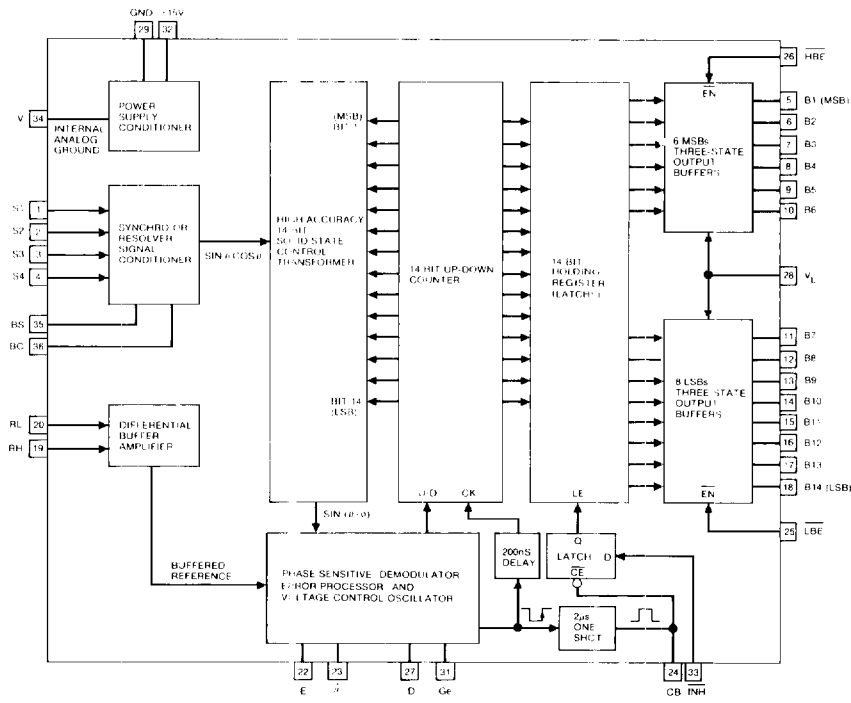 GND +15V
29 32
26 HBE
V 34
INTERNAL
ANALOG
GROUND
POWER
SUPPLY
CONDITIONER
(MSB)
EN
6 MSBs
THREE-STATE
OUTPUT
BUFFERS
5 B1 (MSB)
6 B2
7 B3
8 B4
9 B5
10 B6
S1 1
S2 2
S3 3
S4 4
SYNCHRO OR
RESOLVER
SIGNAL
CONDITIONER
SIN θ COS θ
BS 35
BC 36
HIGH ACCURACY
14 BIT
SOLID STATE
CONTROL
TRANSFORMER
14 BIT UP-DOWN
COUNTER
14 BIT
HOLDING
REGISTER
(LATCHE)
28 VL
8 LSBs
THREE-STATE
OUTPUT
BUFFERS
EN
11 B7
12 B8
13 B9
14 B10
15 B11
16 B12
17 B13
18 B14 (LSB)
25 LBE
BIT 14
(LSB)
RL 20
RH 19
DIFFERENTIAL
BUFFER
AMPLIFIER
U-D CK
LE
BUFFERED
REFERENCE
PHASE SENSITIVE DEMODULATOR
ERROR PROCESSOR AND
VOLTAGE CONTROL OSCILLATOR
200nS
DELAY
Q
LATCH D
CE
2μs
ONE
SHOT
22 23 27 31 24 33
E D Ge CB INH